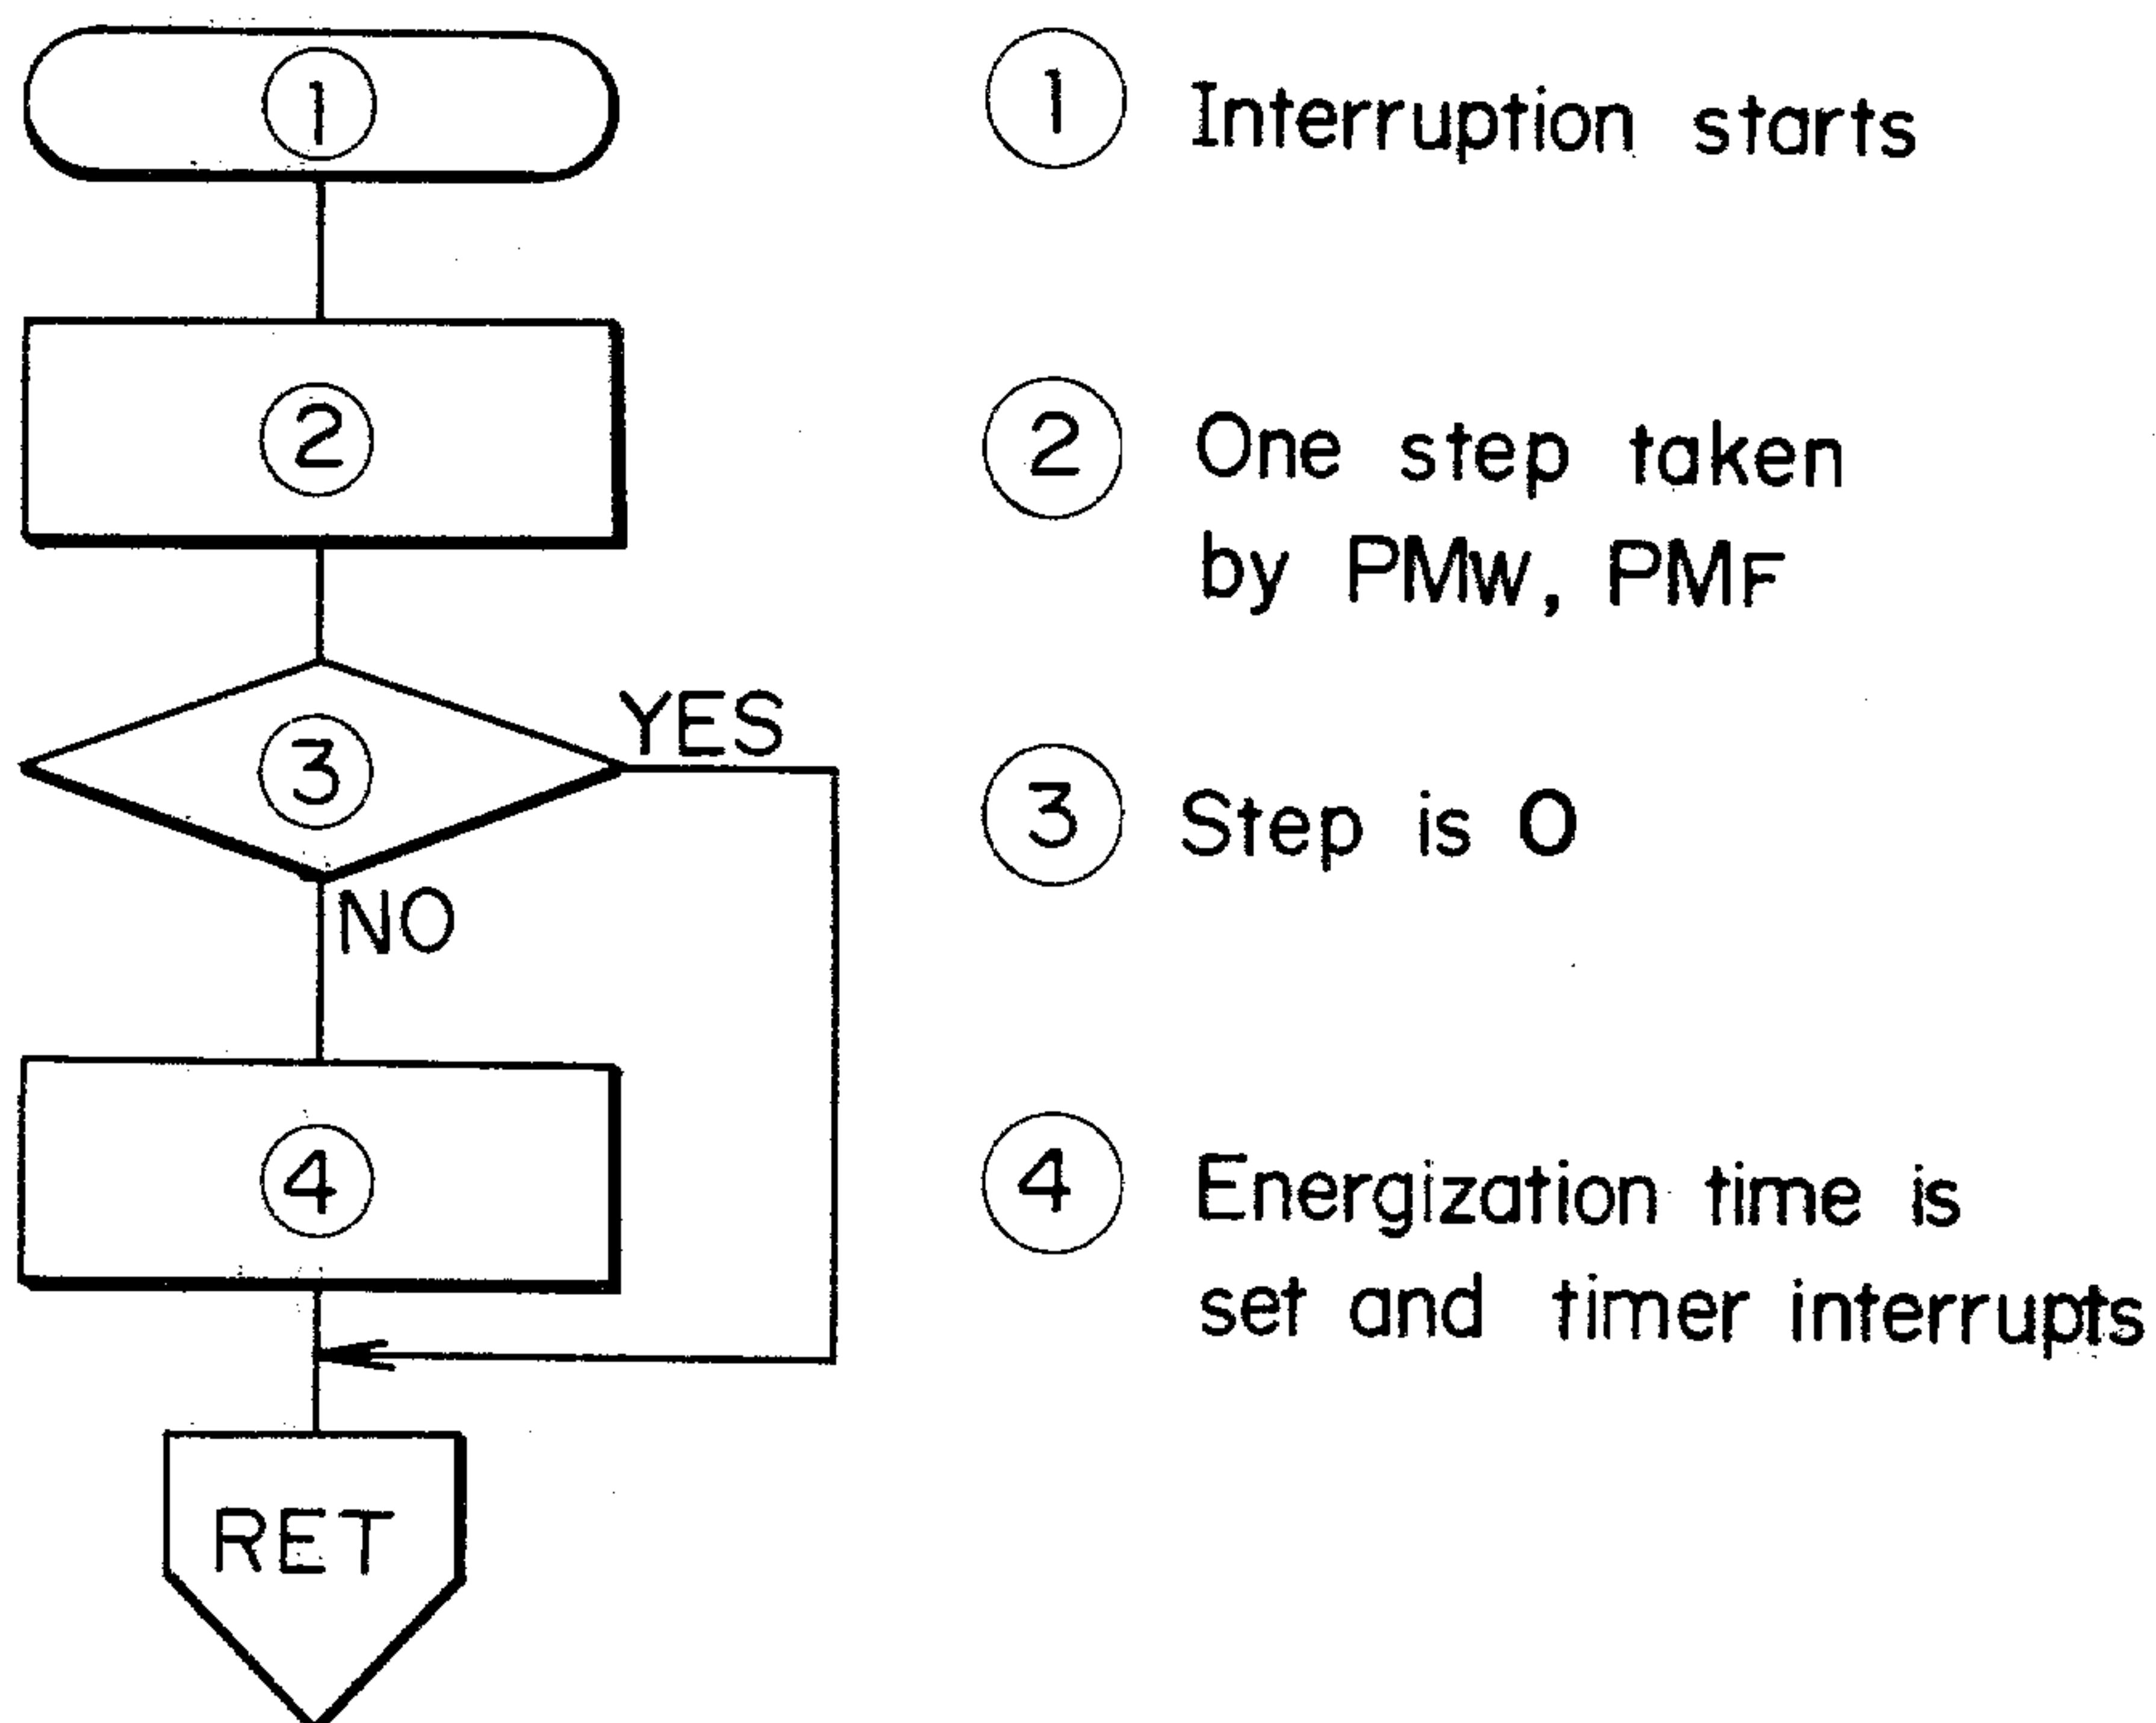 ①
②
③
YES
NO
④
RET
① Interruption starts
② One step taken
by PMW, PMF
③ Step is 0
④ Energization time is
set and timer interrupts